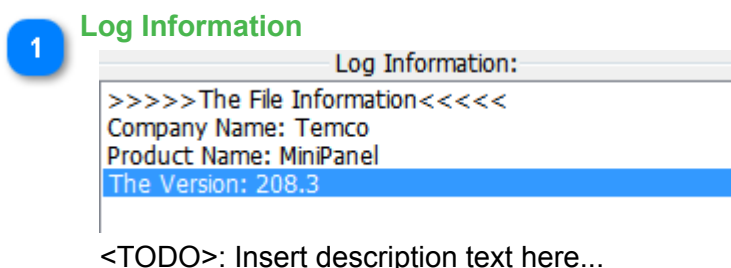 1
Log Information
Log Information:
>>>>>The File Information<<<<<
Company Name: Temco
Product Name: MiniPanel
The Version: 208.3
<TODO>: Insert description text here...